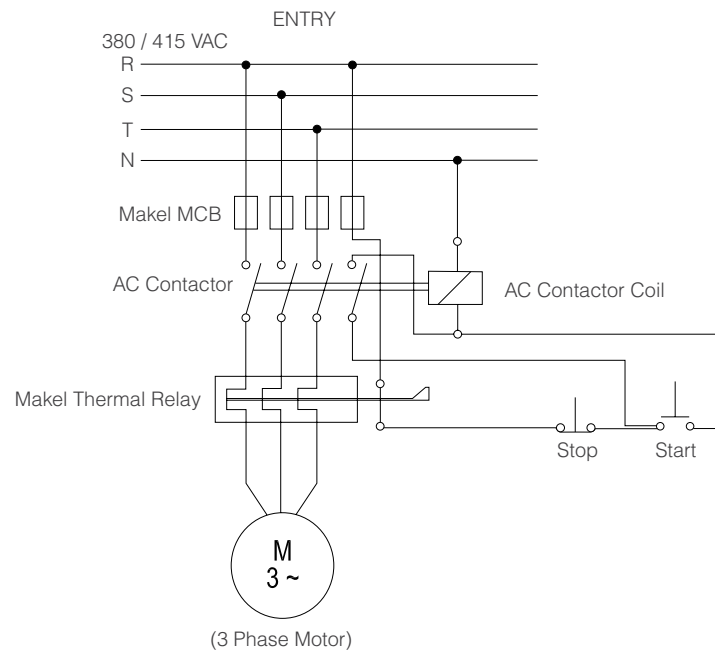 ENTRY
380 / 415 VAC
R
S
T
N
Makel MCB
AC Contactor
AC Contactor Coil
Makel Thermal Relay
Stop
Start
M
3 ~
(3 Phase Motor)